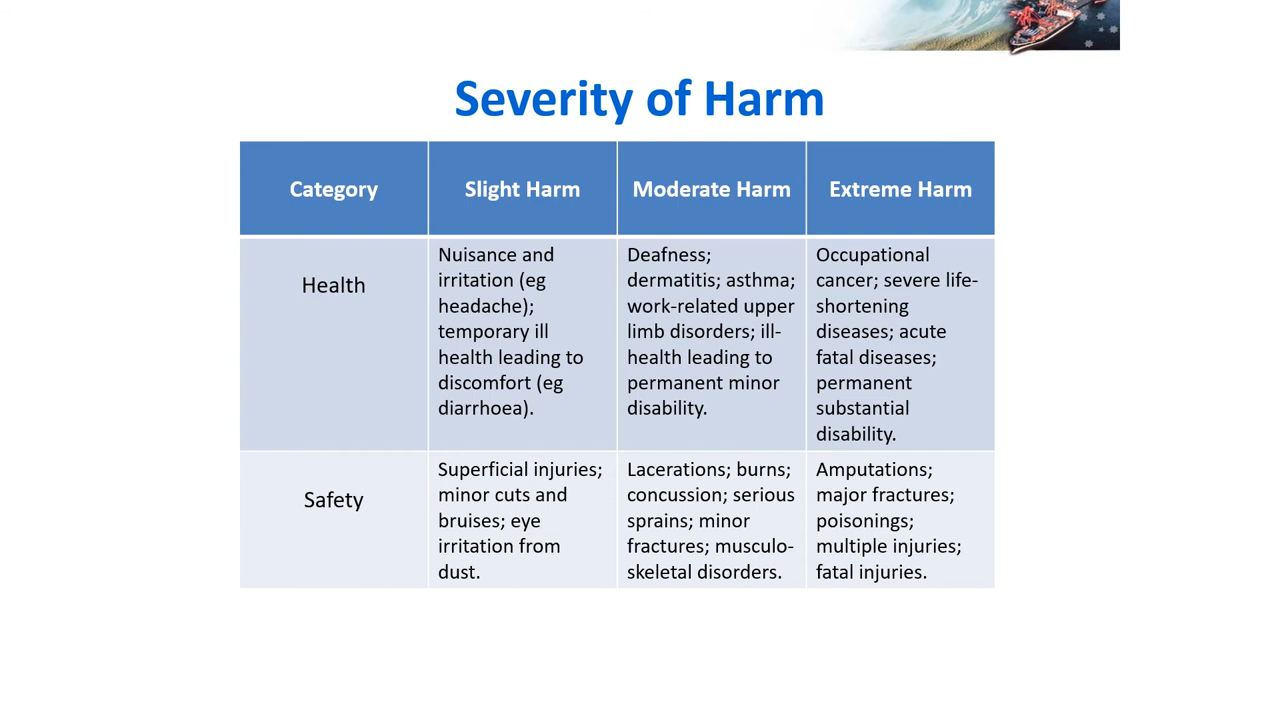 Severity of Harm
Category
Slight Harm
Moderate Harm
Extreme Harm
Health
Nuisance and
irritation (eg
headache);
temporary ill
health leading to
discomfort (eg
diarrhoea).
Deafness;
dermatitis; asthma;
work-related upper
limb disorders; ill-
health leading to
permanent minor
disability.
Occupational
cancer; severe life-
shortening
diseases; acute
fatal diseases;
permanent
substantial
disability.
Safety
Superficial injuries;
minor cuts and
bruises; eye
irritation from
dust.
Lacerations; burns;
concussion; serious
sprains; minor
fractures; musculo-
skeletal disorders.
Amputations;
major fractures;
poisonings;
multiple injuries;
fatal injuries.